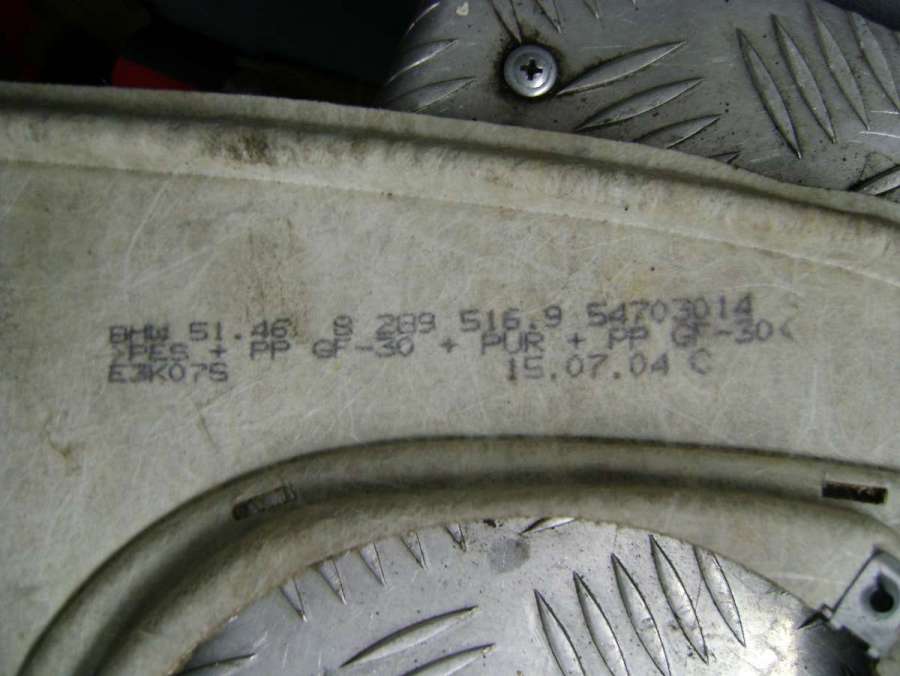 BMW 51.46 8 289 516.9 54703014
>PES + PP GF-30 + PUR + PP GF-30<
E3K07S 15.07.04 C